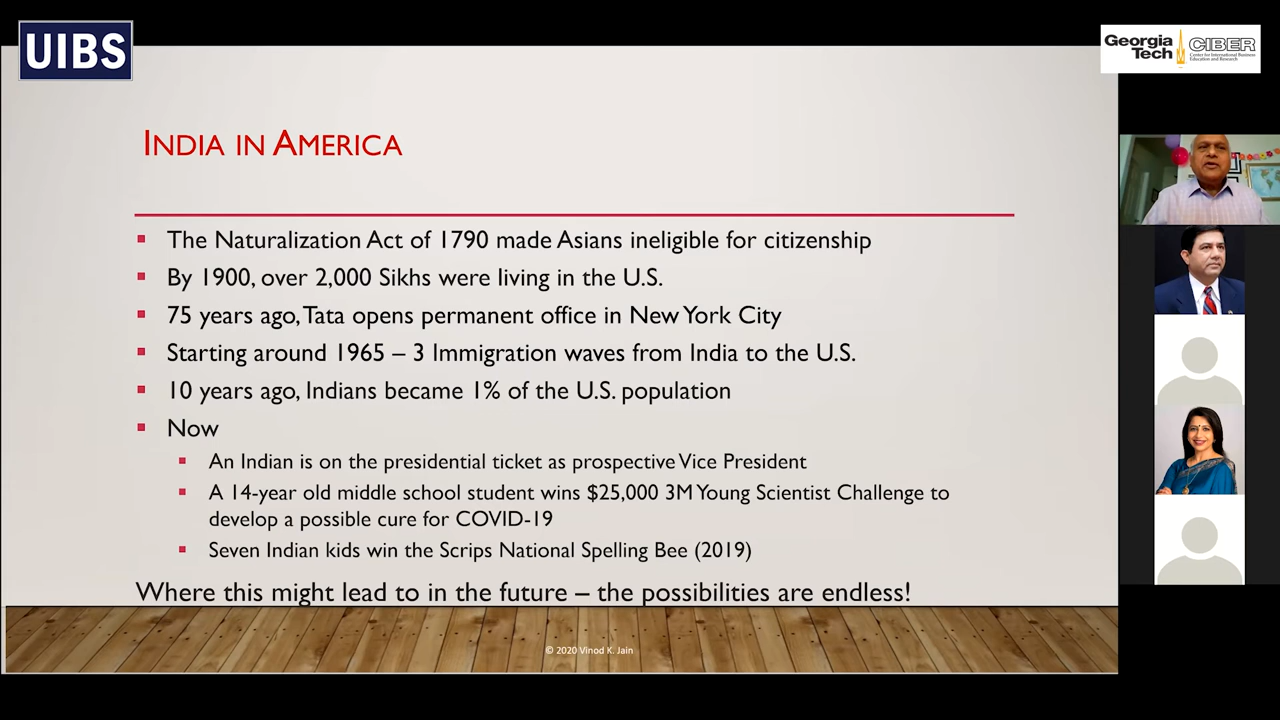 UIBS
Georgia
Tech
CIBER
Center for International Business
Education and Research
INDIA IN AMERICA
The Naturalization Act of 1790 made Asians ineligible for citizenship
By 1900, over 2,000 Sikhs were living in the U.S.
75 years ago, Tata opens permanent office in New York City
Starting around 1965 – 3 Immigration waves from India to the U.S.
10 years ago, Indians became 1% of the U.S. population
Now
An Indian is on the presidential ticket as prospective Vice President
A 14-year old middle school student wins $25,000 3M Young Scientist Challenge to
develop a possible cure for COVID-19
Seven Indian kids win the Scrips National Spelling Bee (2019)
Where this might lead to in the future – the possibilities are endless!
© 2020 Vinod K. Jain